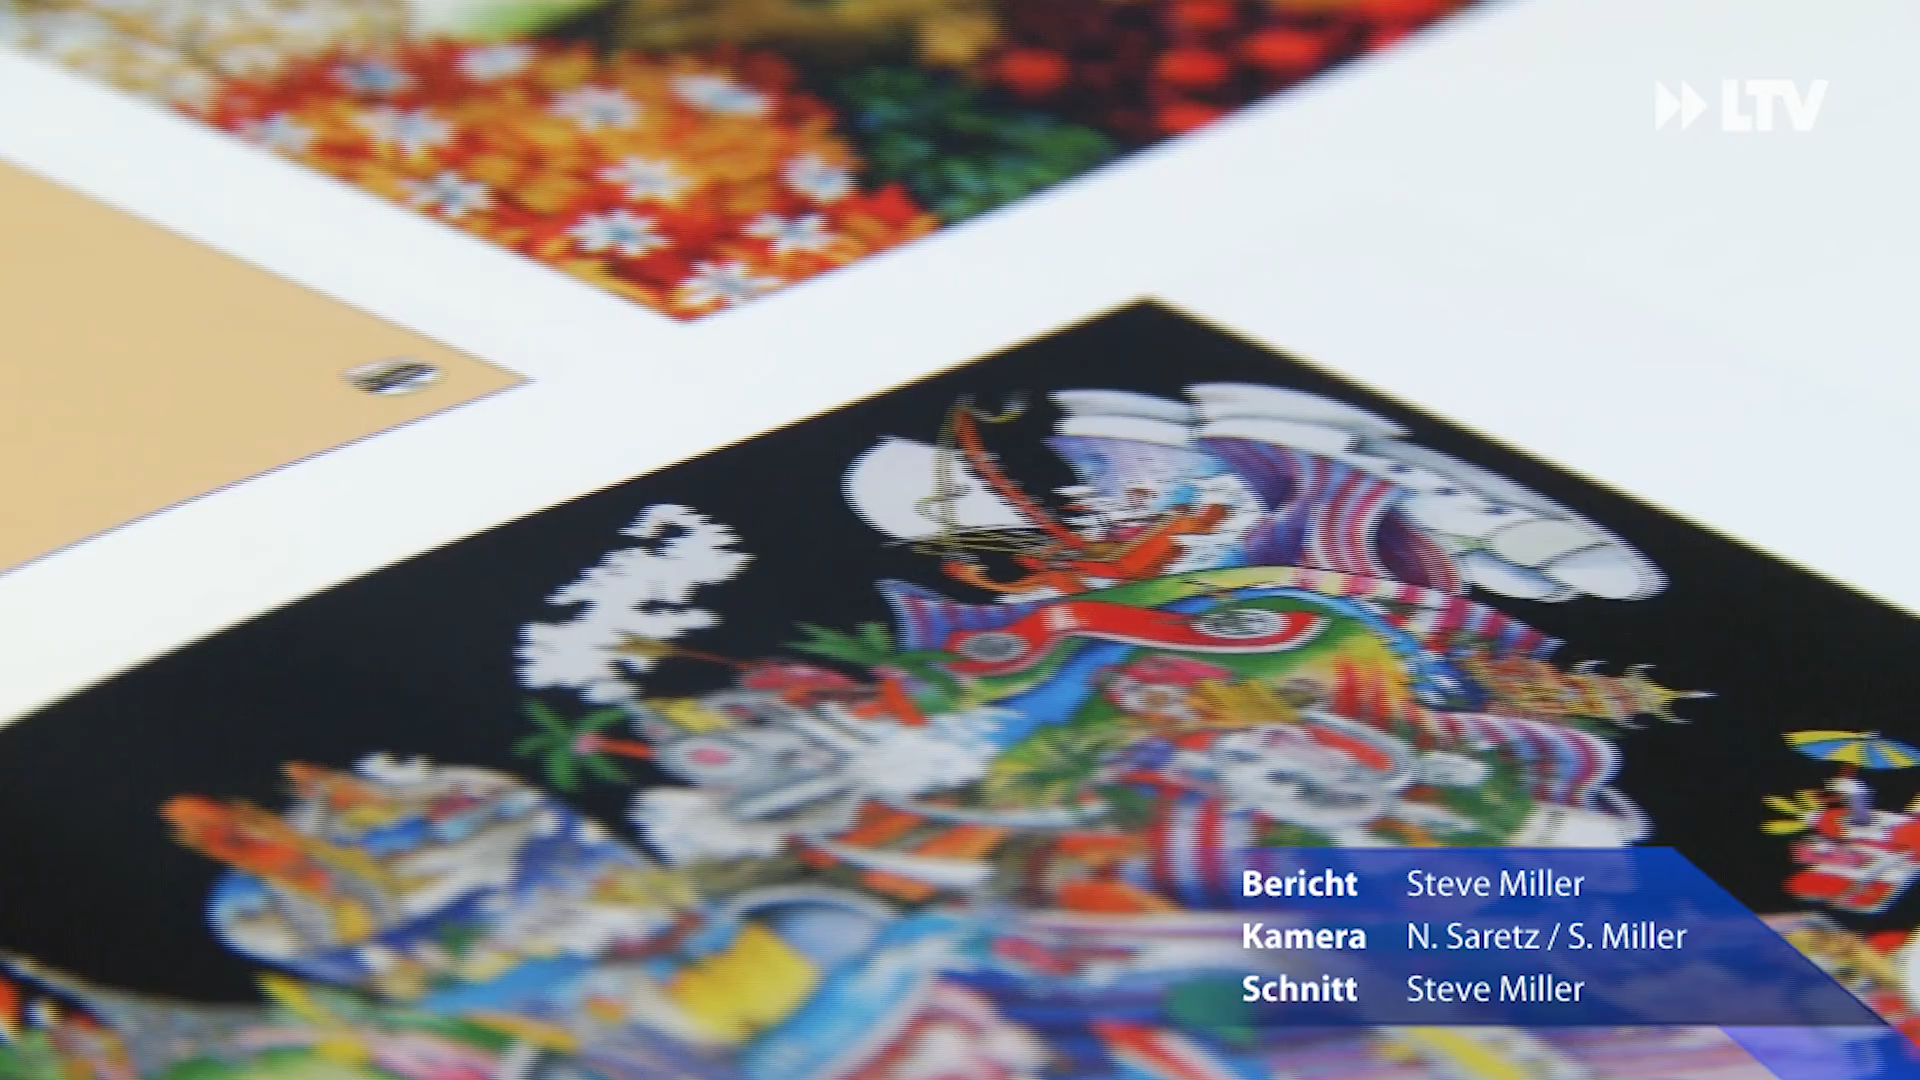 LTV
Bericht Steve Miller
Kamera N. Saretz / S. Miller
Schnitt Steve Miller